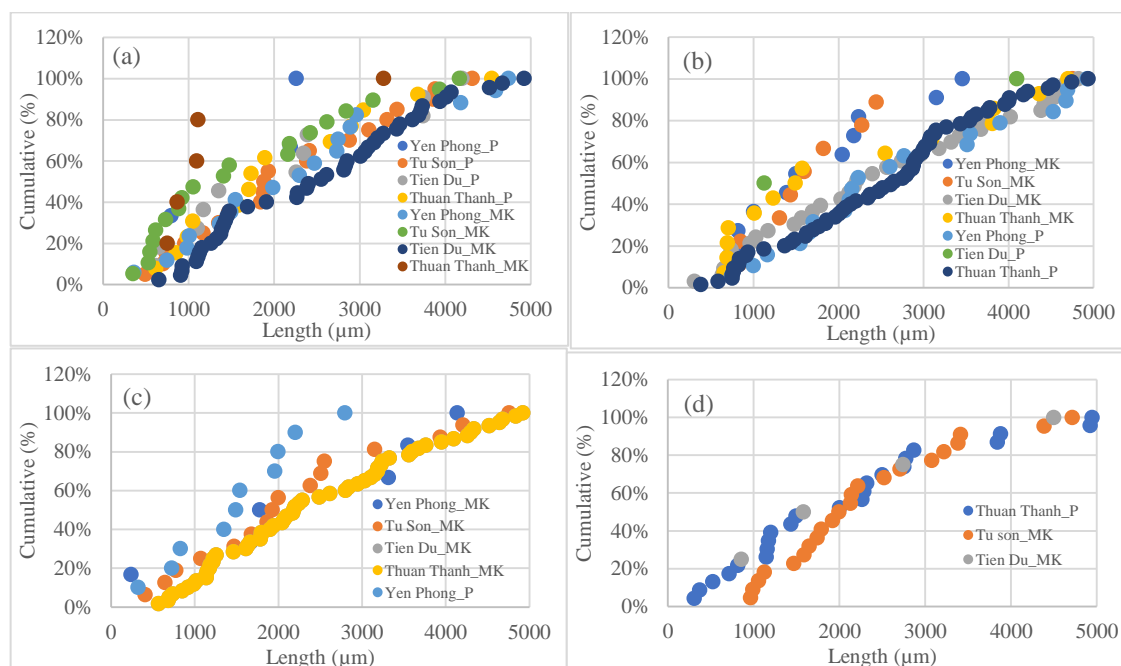 (a)
120%
100%
80%
60%
40%
20%
0%
Cumulative (%)
0 1000 2000 3000 4000 5000
Length (µm)
Yen Phong_P
Tu Son_P
Tien Du_P
Thuan Thanh_P
Yen Phong_MK
Tu Son_MK
Tien Du_MK
Thuan Thanh_MK
(b)
120%
100%
80%
60%
40%
20%
0%
Cumulative (%)
0 1000 2000 3000 4000 5000
Length (µm)
Yen Phong_MK
Tu Son_MK
Tien Du_MK
Thuan Thanh_MK
Yen Phong_P
Tien Du_P
Thuan Thanh_P
(c)
120%
100%
80%
60%
40%
20%
0%
Cumulative (%)
0 1000 2000 3000 4000 5000
Length (µm)
Yen Phong_MK
Tu Son_MK
Tien Du_MK
Thuan Thanh_MK
Yen Phong_P
(d)
120%
100%
80%
60%
40%
20%
0%
Cumulative (%)
0 1000 2000 3000 4000 5000
Length (µm)
Thuan Thanh_P
Tu son_MK
Tien Du_MK